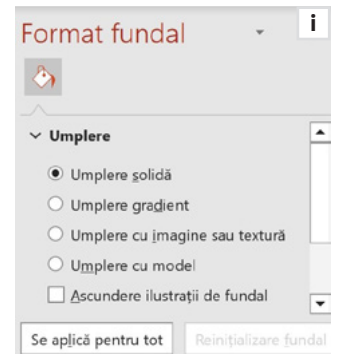 Format fundal
i
Umplere
Umplere solidă
Umplere gradient
Umplere cu imagine sau textură
Umplere cu model
Ascundere ilustrații de fundal
Se aplică pentru tot
Reinițializare fundal